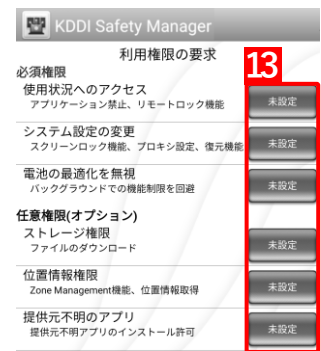 KDDI Safety Manager
利用権限の要求
13
必須権限
使用状況へのアクセス
アプリケーション禁止、リモートロック機能
未設定
システム設定の変更
スクリーンロック機能、プロキシ設定、復元機能
未設定
電池の最適化を無視
バックグラウンドでの機能制限を回避
未設定
任意権限(オプション)
ストレージ権限
ファイルのダウンロード
未設定
位置情報権限
Zone Management機能、位置情報取得
未設定
提供元不明のアプリ
提供元不明アプリのインストール許可
未設定